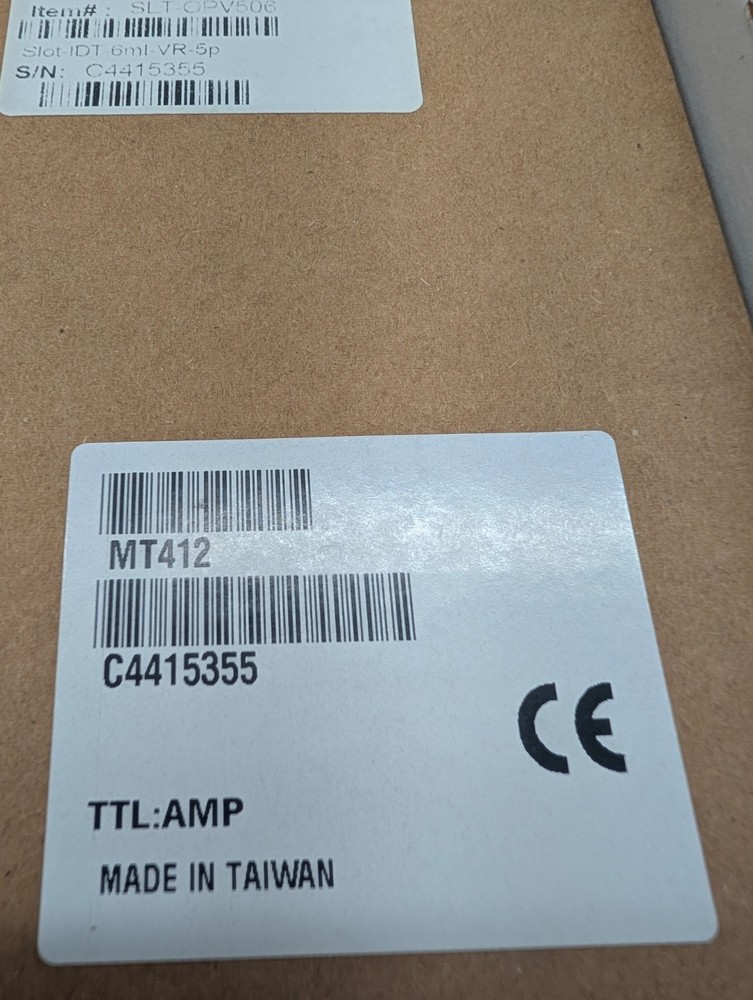 Item# : SLT-OPV506
Slot-IDT-6ml-VR-5p
S/N: C4415355
MT412
C4415355
CE
TTL:AMP
MADE IN TAIWAN